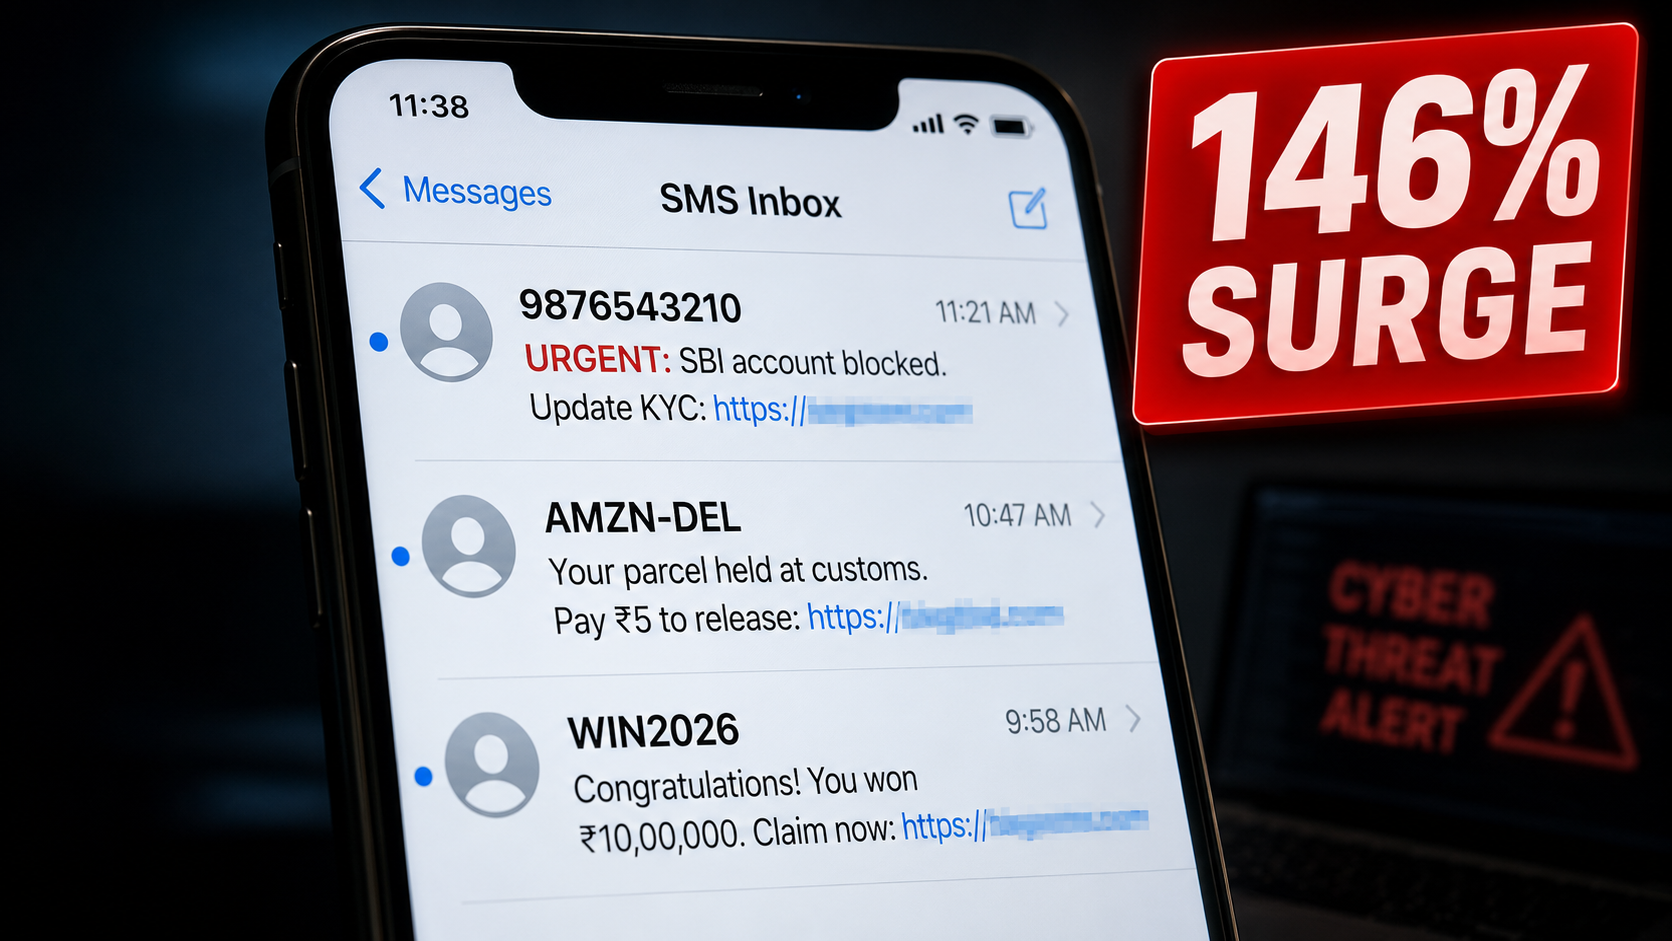 11:38
Messages
SMS Inbox
9876543210
11:21 AM
URGENT: SBI account blocked.
Update KYC: https://
AMZN-DEL
10:47 AM
Your parcel held at customs.
Pay ₹5 to release: https://
WIN2026
9:58 AM
Congratulations! You won
₹10,00,000. Claim now: https://
146%
SURGE
CYBER
THREAT
ALERT